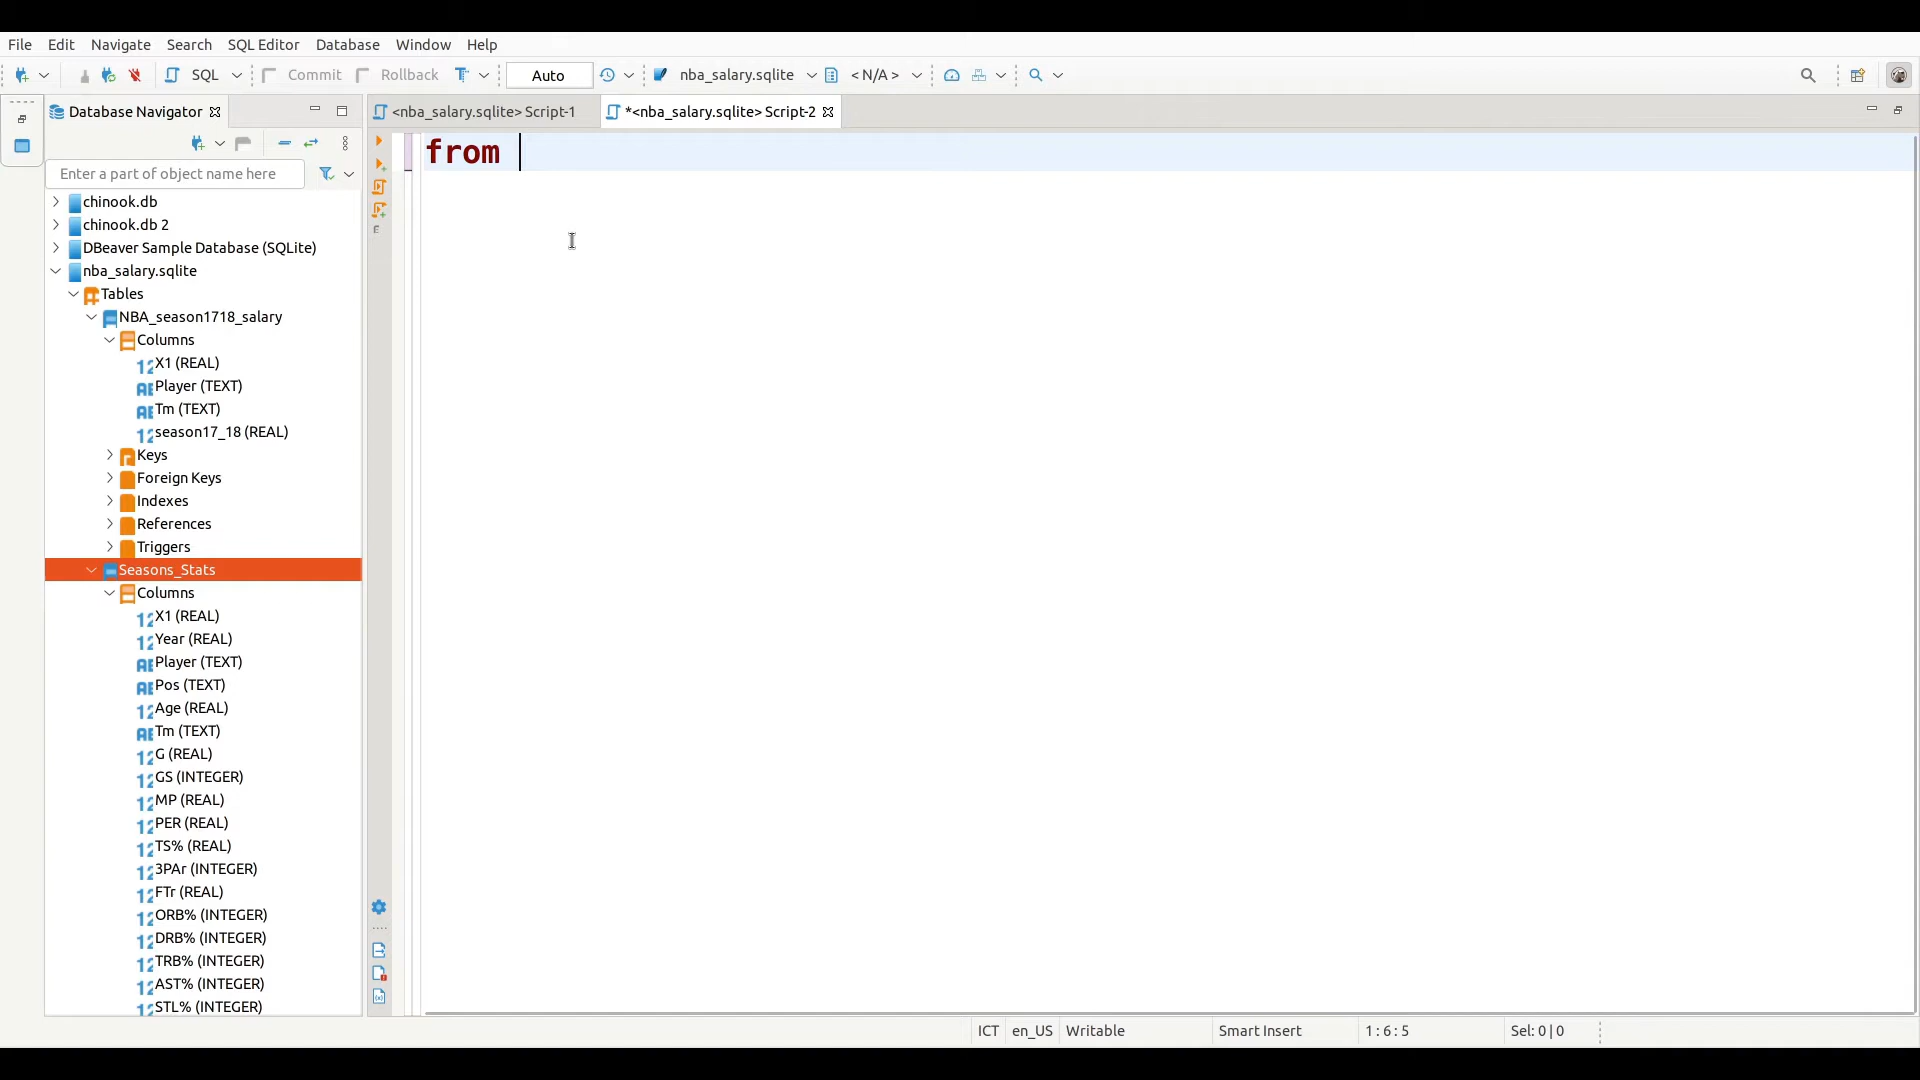 File Edit Navigate Search SQL Editor Database Window Help
SQL Commit Rollback Auto nba_salary.sqlite < N/A >
Database Navigator <nba_salary.sqlite> Script-1 *<nba_salary.sqlite> Script-2
Enter a part of object name here
from
chinook.db
chinook.db 2
DBeaver Sample Database (SQLite)
nba_salary.sqlite
Tables
NBA_season1718_salary
Columns
X1 (REAL)
Player (TEXT)
Tm (TEXT)
season17_18 (REAL)
Keys
Foreign Keys
Indexes
References
Triggers
Seasons_Stats
Columns
X1 (REAL)
Year (REAL)
Player (TEXT)
Pos (TEXT)
Age (REAL)
Tm (TEXT)
G (REAL)
GS (INTEGER)
MP (REAL)
PER (REAL)
TS% (REAL)
3PAr (INTEGER)
FTr (REAL)
ORB% (INTEGER)
DRB% (INTEGER)
TRB% (INTEGER)
AST% (INTEGER)
STL% (INTEGER)
ICT en_US Writable Smart Insert 1 : 6 : 5 Sel: 0 | 0